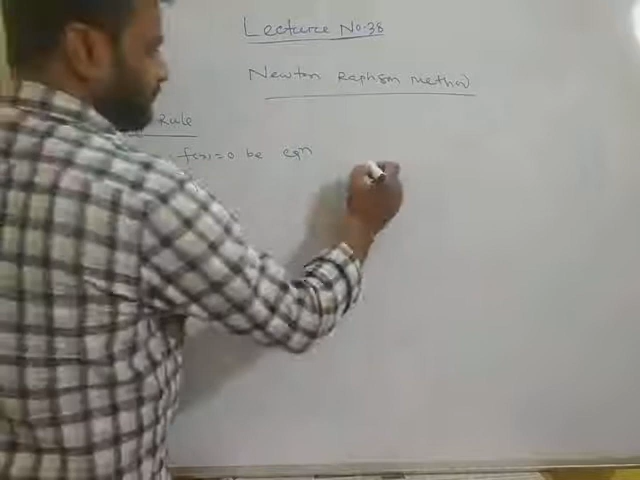 Lecture No.38
Newton Raphson method
Rule
f(x)=0 be eqn